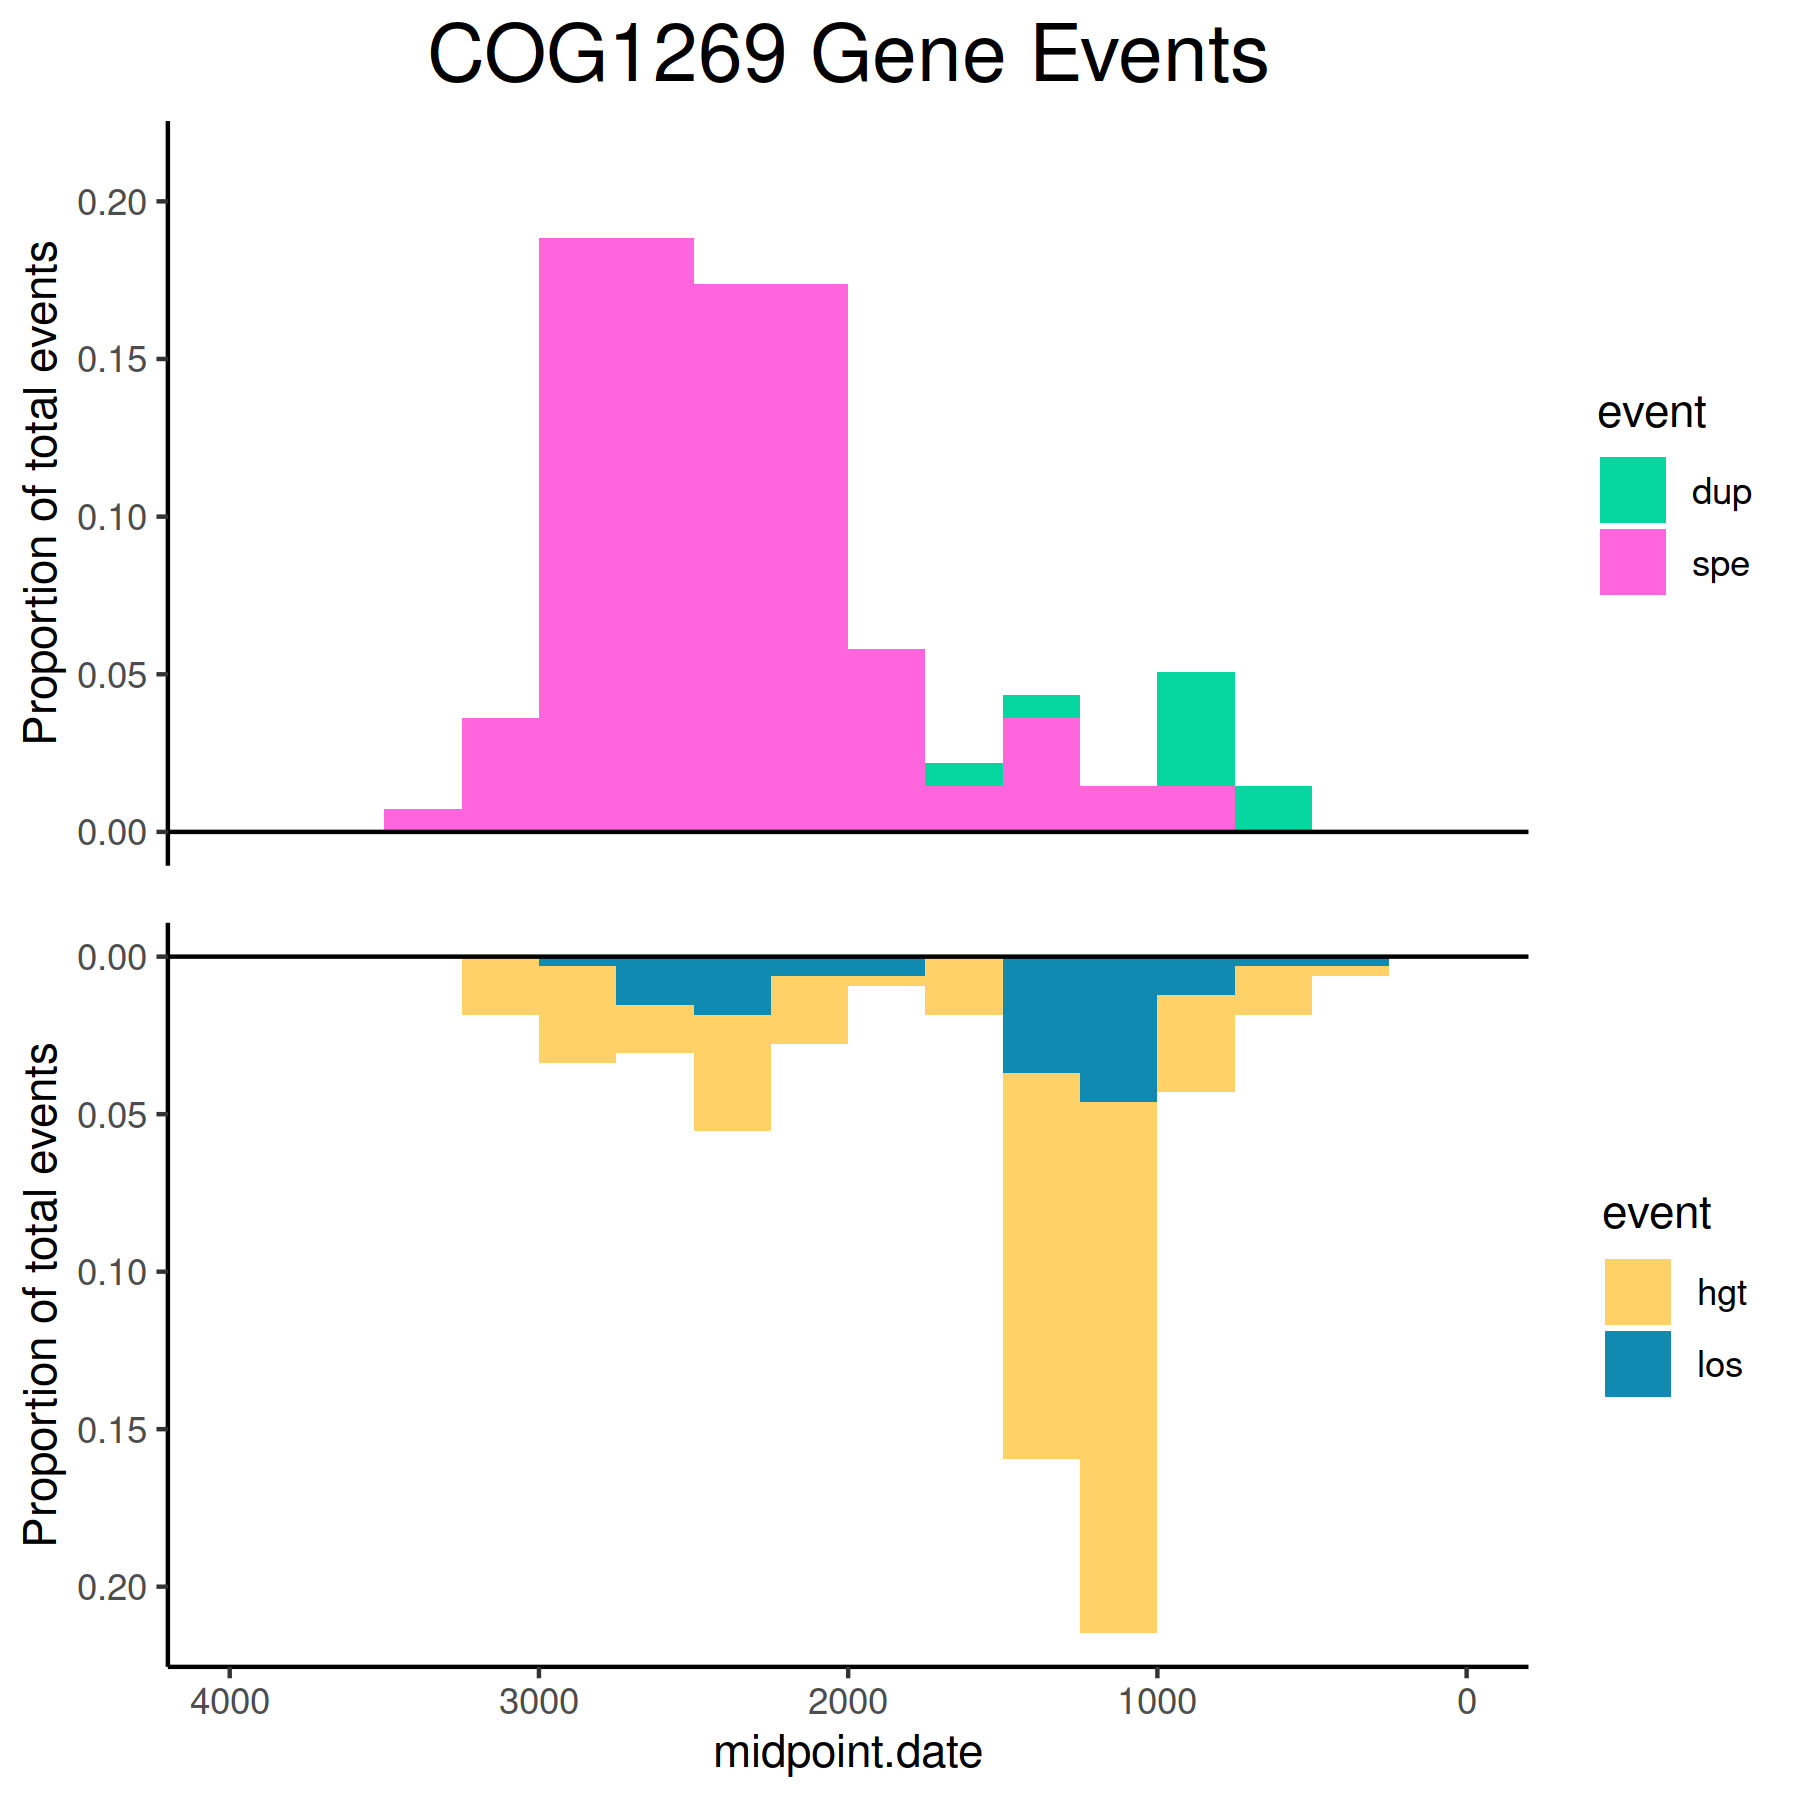 COG1269 Gene Events
Proportion of total events
0.20
0.15
0.10
0.05
0.00
event
dup
spe
Proportion of total events
0.00
0.05
0.10
0.15
0.20
event
hgt
los
4000 3000 2000 1000 0
midpoint.date